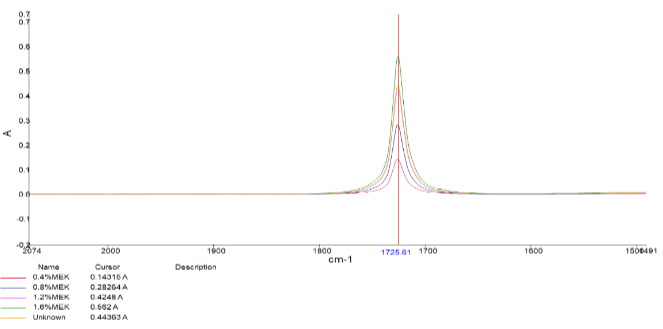 0.7
0.7
0.6
0.5
0.4
0.3
0.2
0.1
0.0
-0.1
-0.2
A
2074 2000 1900 1800 1725.61 1700 1600 1491
cm-1
Name Cursor Description
0.4%MEK 0.14315 A
0.8%MEK 0.28264 A
1.2%MEK 0.4248 A
1.6%MEK 0.562 A
Unknown 0.44363 A